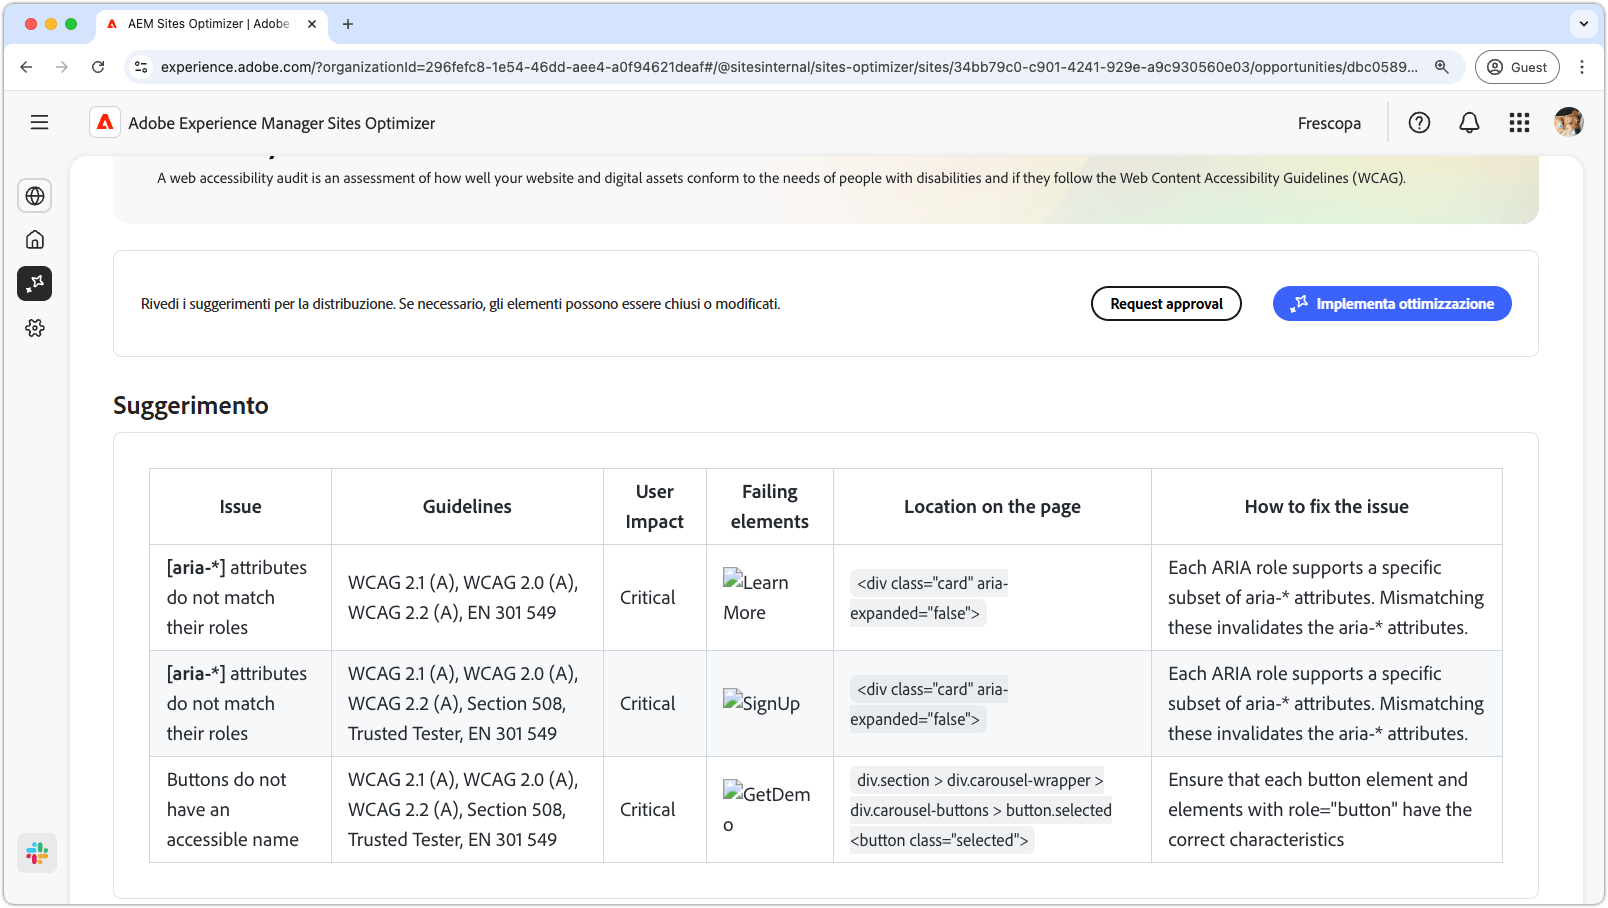 AEM Sites Optimizer | Adobe
experience.adobe.com/?organizationId=296fefc8-1e54-46dd-aee4-a0f94621deaf#/@sitesinternal/sites-optimizer/sites/34bb79c0-c901-4241-929e-a9c930560e03/opportunities/dbc0589...
Guest
Adobe Experience Manager Sites Optimizer
Frescopa
A web accessibility audit is an assessment of how well your website and digital assets conform to the needs of people with disabilities and if they follow the Web Content Accessibility Guidelines (WCAG).
Rivedi i suggerimenti per la distribuzione. Se necessario, gli elementi possono essere chiusi o modificati.
Request approval
Implementa ottimizzazione
Suggerimento
Issue
Guidelines
User
Impact
Failing
elements
Location on the page
How to fix the issue
[aria-*] attributes
do not match
their roles
WCAG 2.1 (A), WCAG 2.0 (A),
WCAG 2.2 (A), EN 301 549
Critical
Learn
More
<div class="card" aria-
expanded="false">
Each ARIA role supports a specific
subset of aria-* attributes. Mismatching
these invalidates the aria-* attributes.
[aria-*] attributes
do not match
their roles
WCAG 2.1 (A), WCAG 2.0 (A),
WCAG 2.2 (A), Section 508,
Trusted Tester, EN 301 549
Critical
SignUp
<div class="card" aria-
expanded="false">
Each ARIA role supports a specific
subset of aria-* attributes. Mismatching
these invalidates the aria-* attributes.
Buttons do not
have an
accessible name
WCAG 2.1 (A), WCAG 2.0 (A),
WCAG 2.2 (A), Section 508,
Trusted Tester, EN 301 549
Critical
GetDem
o
div.section > div.carousel-wrapper >
div.carousel-buttons > button.selected
<button class="selected">
Ensure that each button element and
elements with role="button" have the
correct characteristics